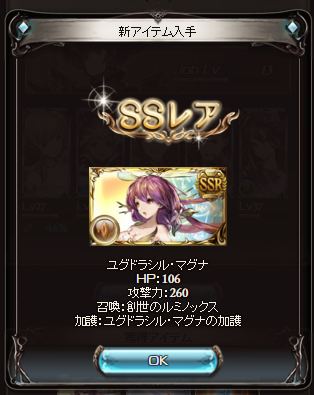 新アイテム入手
SSレア
SSR
ユグドラシル・マグナ
HP:106
攻撃力:260
召喚:創世のルミノックス
加護:ユグドラシル・マグナの加護
OK